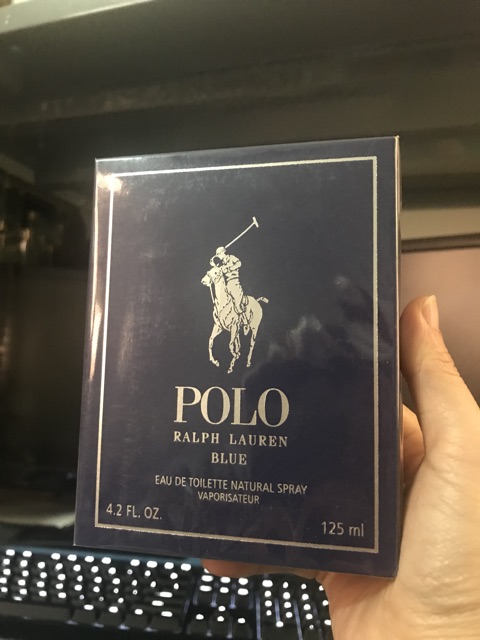 POLO
RALPH LAUREN
BLUE
EAU DE TOILETTE NATURAL SPRAY
VAPORISATEUR
4.2 FL. OZ.
125 ml